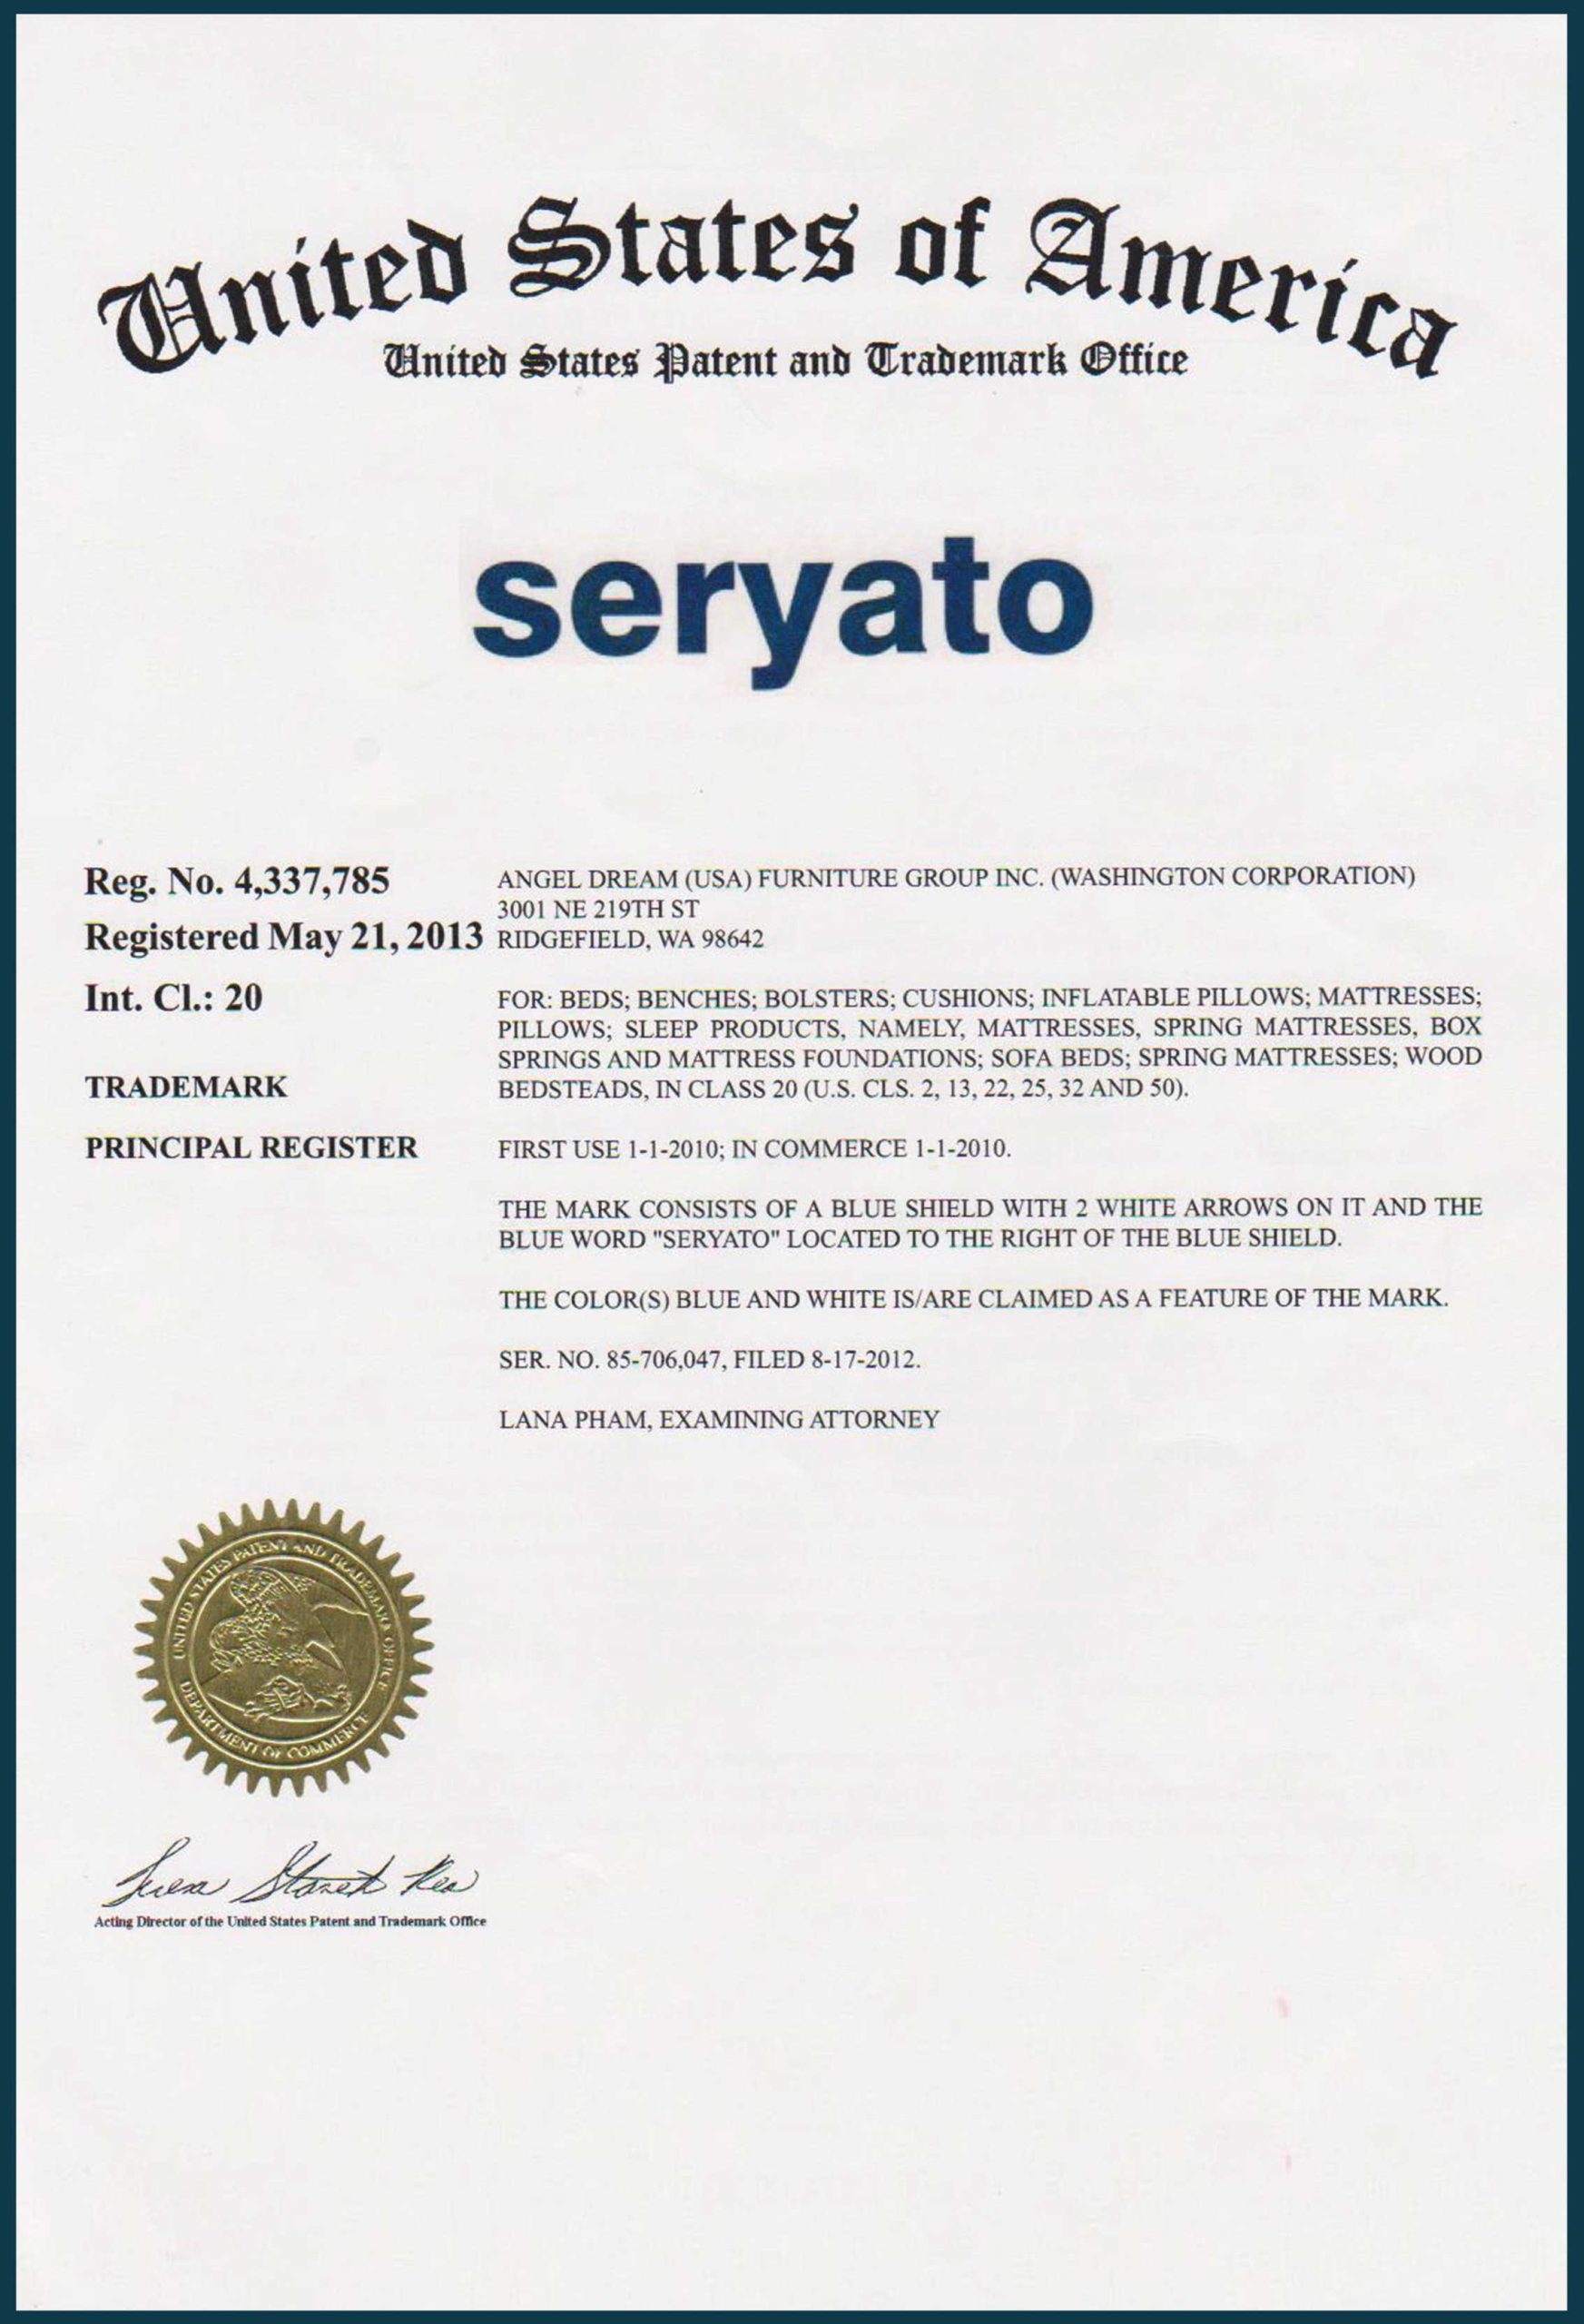 United States of America
United States Patent and Trademark Office
seryato
Reg. No. 4,337,785
Registered May 21, 2013
Int. Cl.: 20
TRADEMARK
PRINCIPAL REGISTER
ANGEL DREAM (USA) FURNITURE GROUP INC. (WASHINGTON CORPORATION)
3001 NE 219TH ST
RIDGEFIELD, WA 98642
FOR: BEDS; BENCHES; BOLSTERS; CUSHIONS; INFLATABLE PILLOWS; MATTRESSES;
PILLOWS; SLEEP PRODUCTS, NAMELY, MATTRESSES, SPRING MATTRESSES, BOX
SPRINGS AND MATTRESS FOUNDATIONS; SOFA BEDS; SPRING MATTRESSES; WOOD
BEDSTEADS, IN CLASS 20 (U.S. CLS. 2, 13, 22, 25, 32 AND 50).
FIRST USE 1-1-2010; IN COMMERCE 1-1-2010.
THE MARK CONSISTS OF A BLUE SHIELD WITH 2 WHITE ARROWS ON IT AND THE
BLUE WORD "SERYATO" LOCATED TO THE RIGHT OF THE BLUE SHIELD.
THE COLOR(S) BLUE AND WHITE IS/ARE CLAIMED AS A FEATURE OF THE MARK.
SER. NO. 85-706,047, FILED 8-17-2012.
LANA PHAM, EXAMINING ATTORNEY
UNITED STATES PATENT AND TRADEMARK OFFICE
DEPARTMENT OF COMMERCE
Acting Director of the United States Patent and Trademark Office